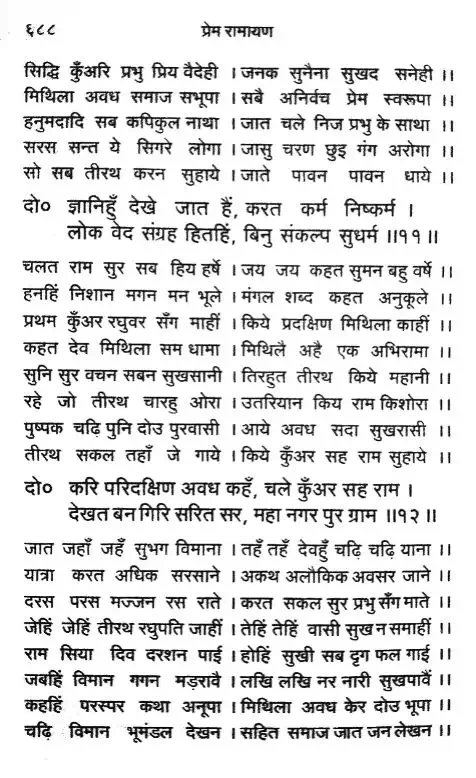 ६८८ प्रेम रामायण
सिद्धि कुँअरि प्रभु प्रिय वैदेही । जनक सुनैना सुखद सनेही ।।
मिथिला अवध समाज सभूपा । सबै अनिर्वच प्रेम स्वरूपा ।।
हनुमदादि सब कपिकुल नाथा । जात चले निज प्रभु के साथा ।।
सरस सन्त ये सिगरे लोगा । जासु चरण छुइ गंग अरोगा ।।
सो सब तीरथ करन सुहाये । जाते पावन पावन धाये ।।
दो० ज्ञानिहुँ देखे जात हैं, करत कर्म निष्कर्म ।
लोक वेद संग्रह हितहिं, बिनु संकल्प सुधर्म ।।११।।
चलत राम सुर सब हिय हर्षे । जय जय कहत सुमन बहु वर्षे ।।
हनहिं निशान मगन मन भूले । मंगल शब्द कहत अनुकूले ।।
प्रथम कुँअर रघुवर सँग माहीं । किये प्रदक्षिण मिथिला काहीं ।।
कहत देव मिथिला सम धामा । मिथिलै अहै एक अभिरामा ।।
सुनि सुर वचन सबन सुखसानी । तिरहुत तीरथ किये महानी ।।
रहे जो तीरथ चारहु ओरा । उतरियान किय राम किशोरा ।।
पुष्पक चढ़ि पुनि दोउ पुरवासी । आये अवध सदा सुखरासी ।।
तीरथ सकल तहाँ जे गाये । किये कुँअर सह राम सुहाये ।।
दो० करि परिदक्षिण अवध कहँ, चले कुँअर सह राम ।
देखत बन गिरि सरित सर, महा नगर पुर ग्राम ।।१२।।
जात जहाँ जहँ सुभग विमाना । तहँ तहँ देवहुँ चढ़ि चढ़ि याना ।।
यात्रा करत अधिक सरसाने । अकथ अलौकिक अवसर जाने ।।
दरस परस मज्जन रस राते । करत सकल सुर प्रभु सँग माते ।।
जेहिं जेहिं तीरथ रघुपति जाहीं । तेहिं तेहिं वासी सुख न समाहीं ।।
राम सिया दिव दरशन पाई । होहिं सुखी सब दृग फल गाई ।।
जबहिं विमान गगन मड़रावै । लखि लखि नर नारी सुखपावैं ।।
कहहिं परस्पर कथा अनूपा । मिथिला अवध केर दोउ भूपा ।।
चढ़ि विमान भूमंडल देखन । सहित समाज जात जन लेखन ।।